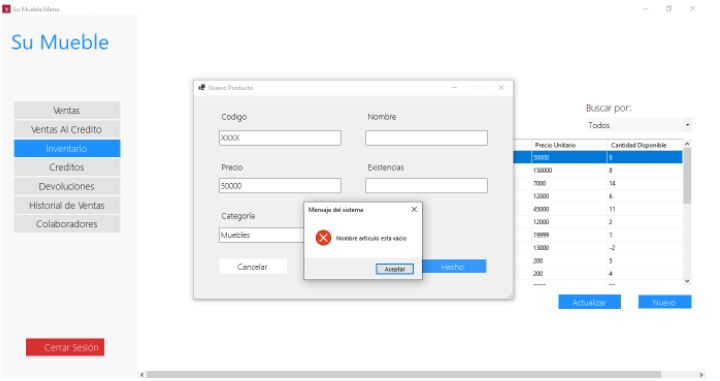 Su Mueble Menu
Su Mueble
Ventas
Ventas Al Credito
Inventario
Creditos
Devoluciones
Historial de Ventas
Colaboradores
Cerrar Sesión
Nuevo Producto
Codigo
Nombre
XXXX
Precio
Existencias
50000
Categoría
Muebles
Cancelar
Hecho
Mensaje del sistema
Nombre articulo esta vacio
Aceptar
Buscar por:
Todos
Precio Unitario Cantidad Disponible
50000 8
150000 8
7000 14
12000 6
45000 11
12000 2
19999 1
13000 -2
200 5
200 4
Actualizar
Nuevo